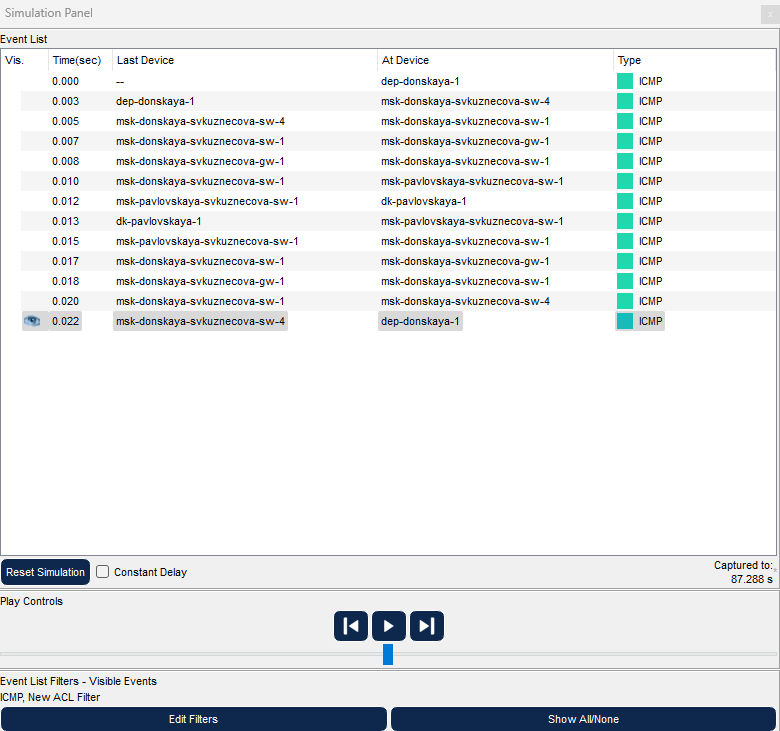 Simulation Panel
Event List
Vis. Time(sec) Last Device At Device Type
0.000 -- dep-donskaya-1 ICMP
0.003 dep-donskaya-1 msk-donskaya-svkuznecova-sw-4 ICMP
0.005 msk-donskaya-svkuznecova-sw-4 msk-donskaya-svkuznecova-sw-1 ICMP
0.007 msk-donskaya-svkuznecova-sw-1 msk-donskaya-svkuznecova-gw-1 ICMP
0.008 msk-donskaya-svkuznecova-gw-1 msk-donskaya-svkuznecova-sw-1 ICMP
0.010 msk-donskaya-svkuznecova-sw-1 msk-pavlovskaya-svkuznecova-sw-1 ICMP
0.012 msk-pavlovskaya-svkuznecova-sw-1 dk-pavlovskaya-1 ICMP
0.013 dk-pavlovskaya-1 msk-pavlovskaya-svkuznecova-sw-1 ICMP
0.015 msk-pavlovskaya-svkuznecova-sw-1 msk-donskaya-svkuznecova-sw-1 ICMP
0.017 msk-donskaya-svkuznecova-sw-1 msk-donskaya-svkuznecova-gw-1 ICMP
0.018 msk-donskaya-svkuznecova-gw-1 msk-donskaya-svkuznecova-sw-1 ICMP
0.020 msk-donskaya-svkuznecova-sw-1 msk-donskaya-svkuznecova-sw-4 ICMP
0.022 msk-donskaya-svkuznecova-sw-4 dep-donskaya-1 ICMP
Reset Simulation Constant Delay Captured to:
87.288 s
Play Controls
Event List Filters - Visible Events
ICMP, New ACL Filter
Edit Filters Show All/None